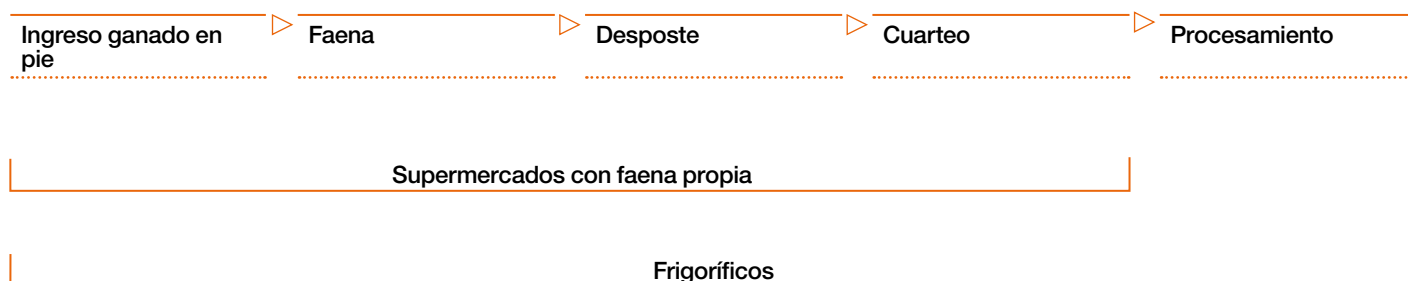 Ingreso ganado en
pie
Faena
Desposte
Cuarteo
Procesamiento
Supermercados con faena propia
Frigoríficos